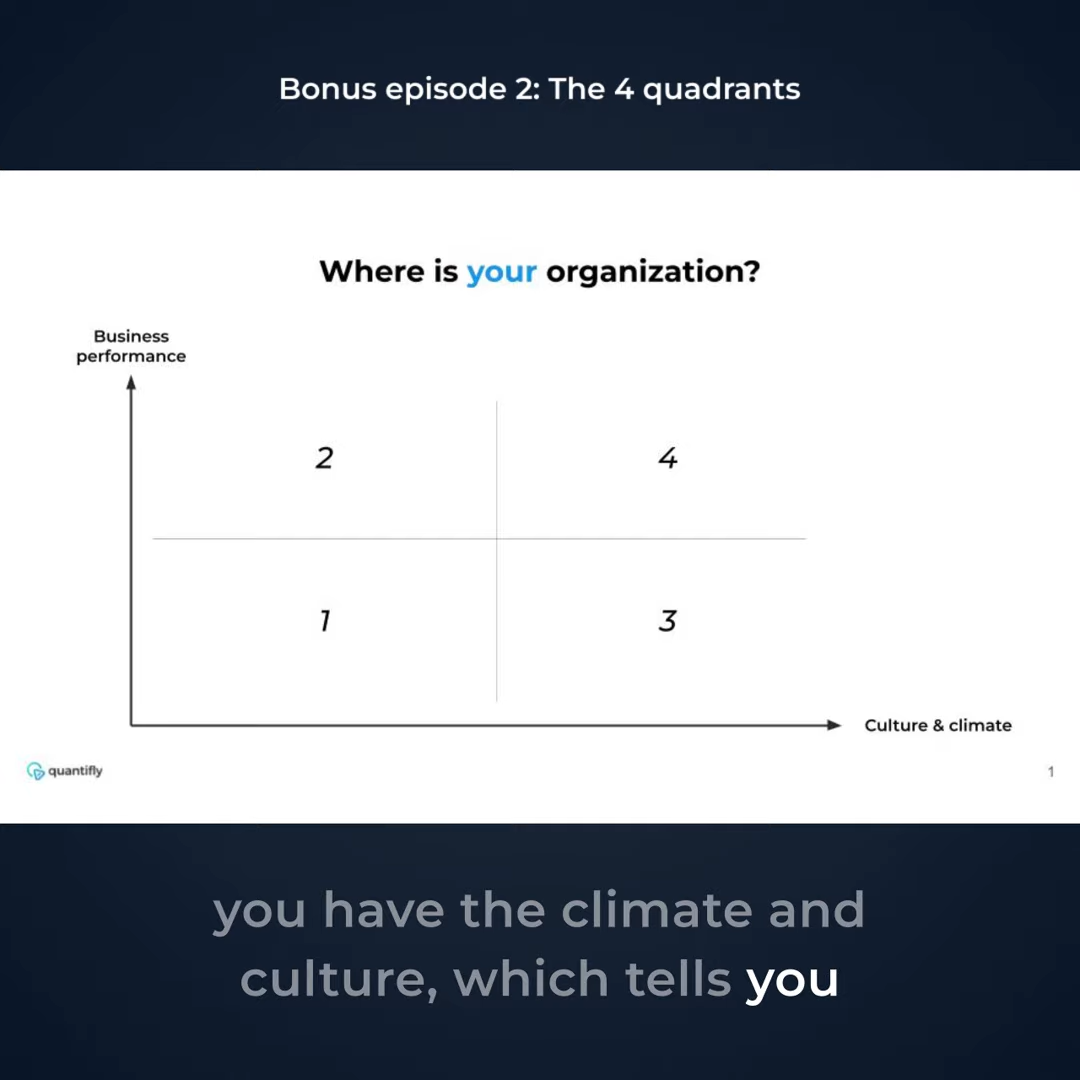 Bonus episode 2: The 4 quadrants
Where is your organization?
Business
performance
2
4
1
3
Culture & climate
quantifly
1
you have the climate and
culture, which tells you